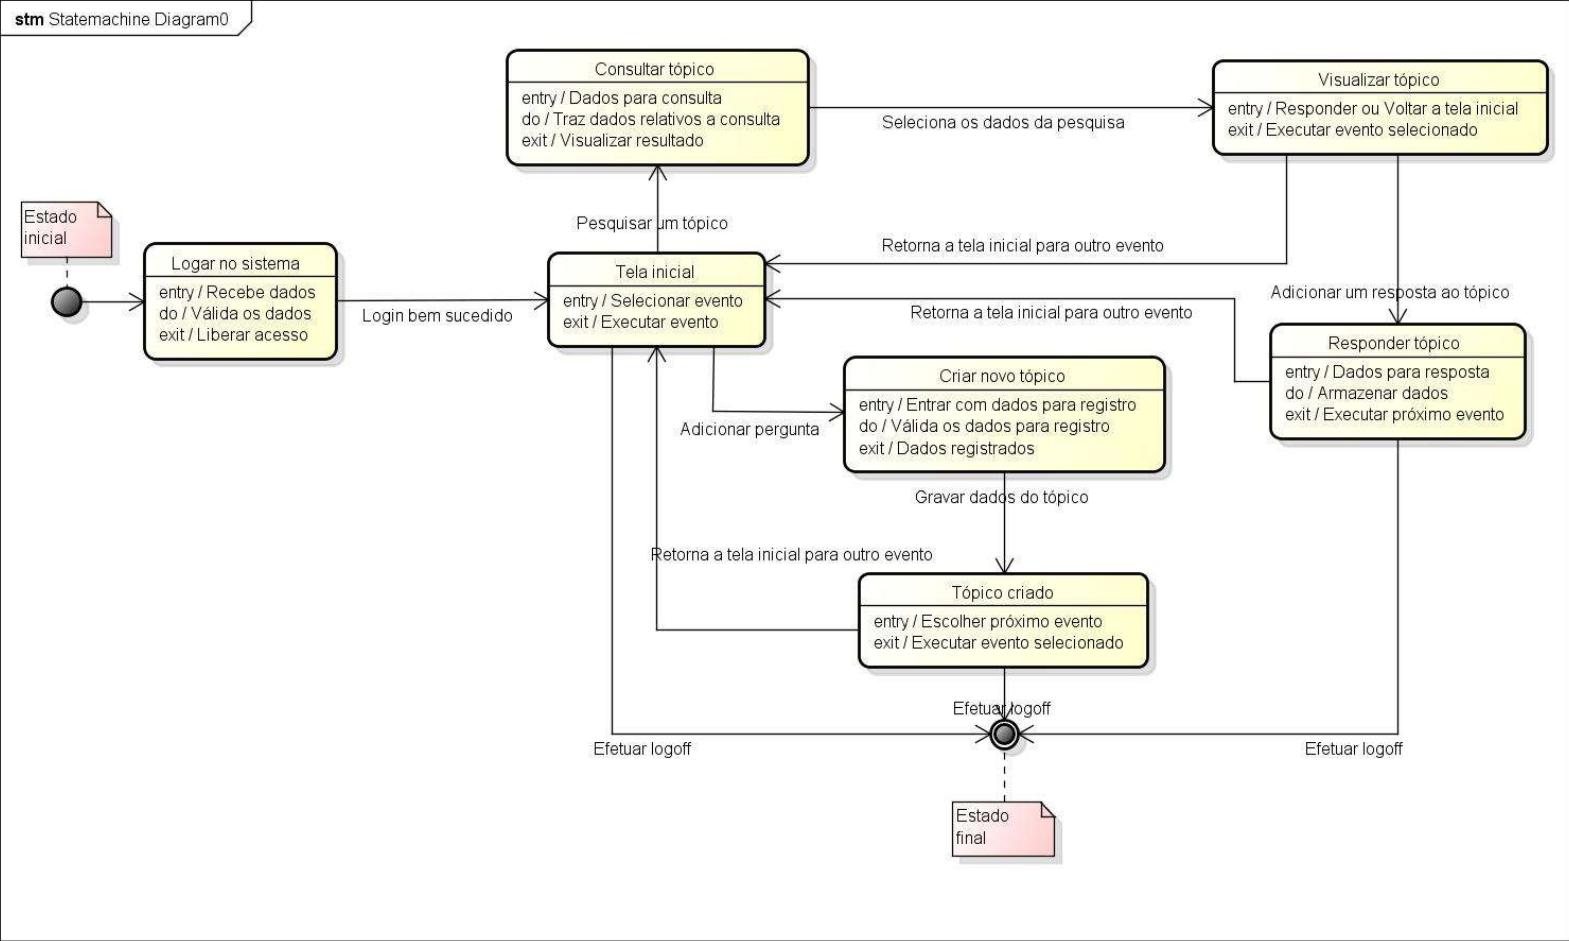 stm Statemachine Diagram0
Consultar tópico
entry / Dados para consulta
do / Traz dados relativos a consulta
exit / Visualizar resultado
Visualizar tópico
entry / Responder ou Voltar a tela inicial
exit / Executar evento selecionado
Seleciona os dados da pesquisa
Estado
inicial
Pesquisar um tópico
Retorna a tela inicial para outro evento
Logar no sistema
entry / Recebe dados
do / Válida os dados
exit / Liberar acesso
Login bem sucedido
Tela inicial
entry / Selecionar evento
exit / Executar evento
Retorna a tela inicial para outro evento
Adicionar um resposta ao tópico
Responder tópico
entry / Dados para resposta
do / Armazenar dados
exit / Executar próximo evento
Criar novo tópico
entry / Entrar com dados para registro
do / Válida os dados para registro
exit / Dados registrados
Adicionar pergunta
Gravar dados do tópico
Retorna a tela inicial para outro evento
Tópico criado
entry / Escolher próximo evento
exit / Executar evento selecionado
Efetuar logoff
Efetuar logoff
Efetuar logoff
Estado
final